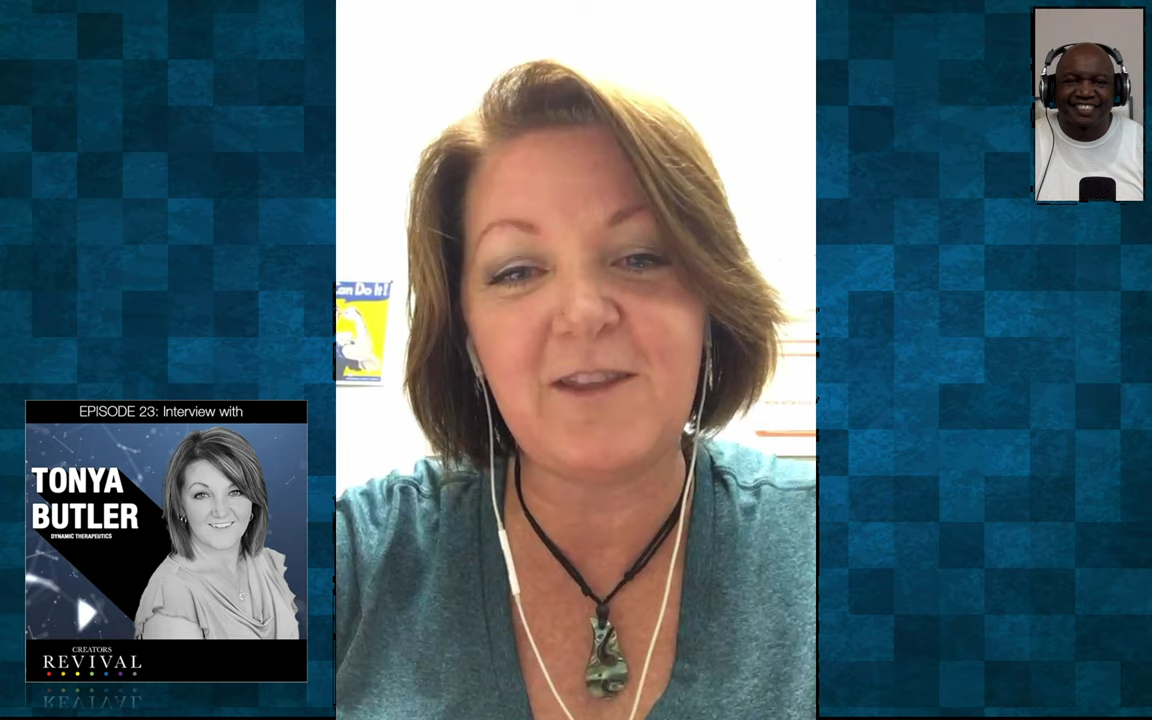 Can Do It!
EPISODE 23: Interview with
TONYA
BUTLER
DYNAMIC THERAPEUTICS
CREATORS
REVIVAL